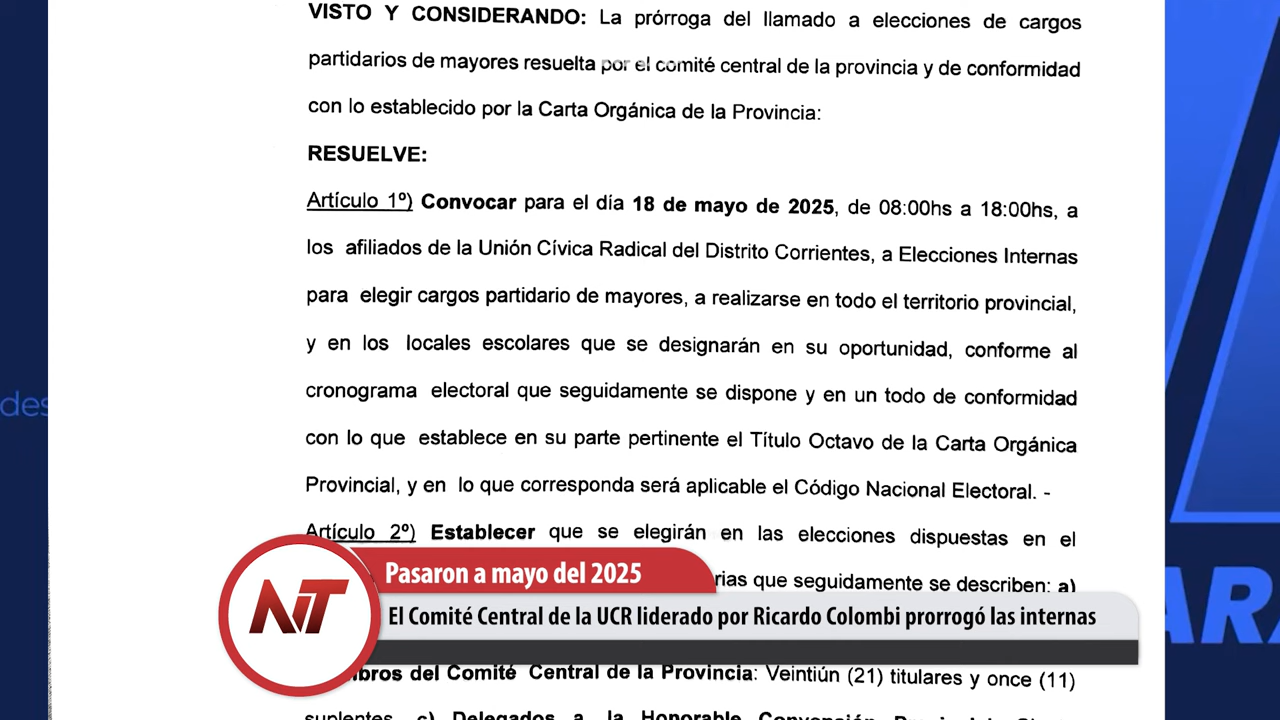 VISTO Y CONSIDERANDO: La prórroga del llamado a elecciones de cargos
partidarios de mayores resuelta por el comité central de la provincia y de conformidad
con lo establecido por la Carta Orgánica de la Provincia:
RESUELVE:
Artículo 1º) Convocar para el día 18 de mayo de 2025, de 08:00hs a 18:00hs, a
los afiliados de la Unión Cívica Radical del Distrito Corrientes, a Elecciones Internas
para elegir cargos partidario de mayores, a realizarse en todo el territorio provincial,
y en los locales escolares que se designarán en su oportunidad, conforme al
cronograma electoral que seguidamente se dispone y en un todo de conformidad
con lo que establece en su parte pertinente el Título Octavo de la Carta Orgánica
Provincial, y en lo que corresponda será aplicable el Código Nacional Electoral. -
Artículo 2º) Establecer que se elegirán en las elecciones dispuestas en el
rias que seguidamente se describen: a)
bros del Comité Central de la Provincia: Veintiún (21) titulares y once (11)
suplentes. c) Delegados a la Honorable Convención
NT
Pasaron a mayo del 2025
El Comité Central de la UCR liderado por Ricardo Colombi prorrogó las internas
des
ARA